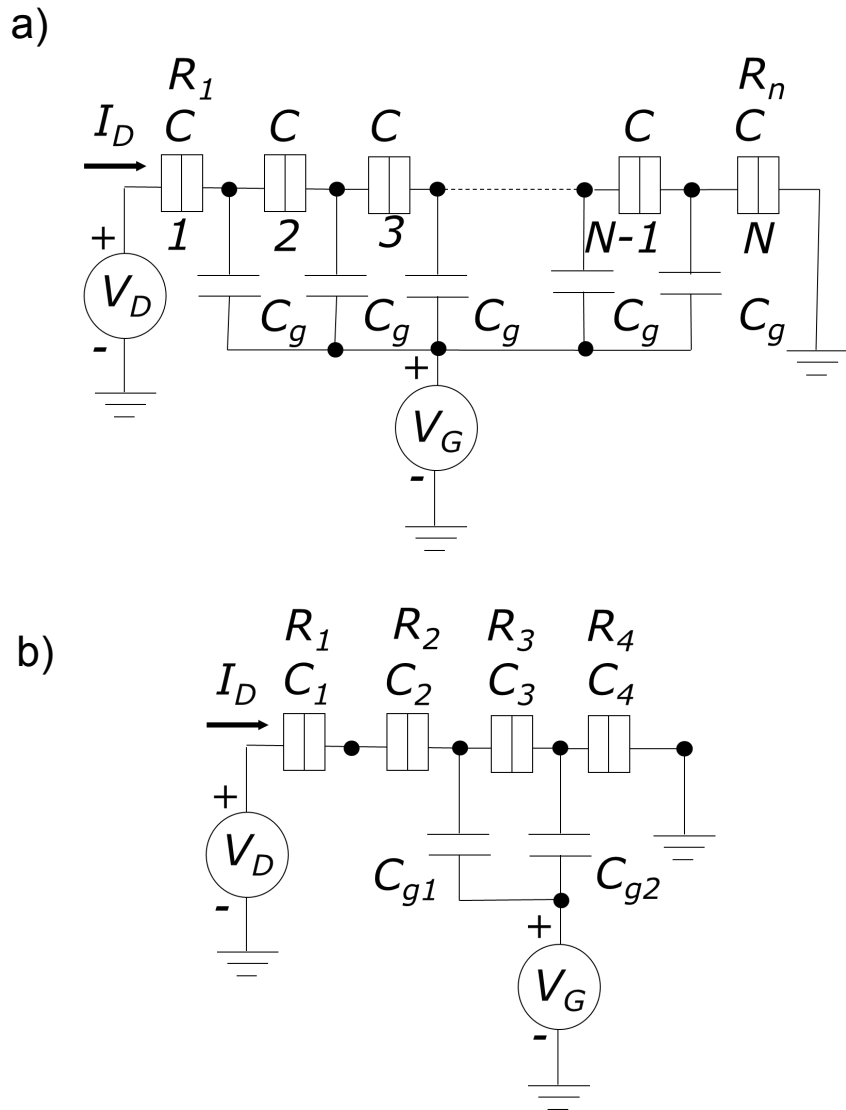 a)
R1 Rn
ID C C C C C
1 2 3 N-1 N
+
VD Cg Cg Cg Cg Cg
-
+
VG
-
b)
R1 R2 R3 R4
ID C1 C2 C3 C4
+
VD Cg1 Cg2
-
+
VG
-